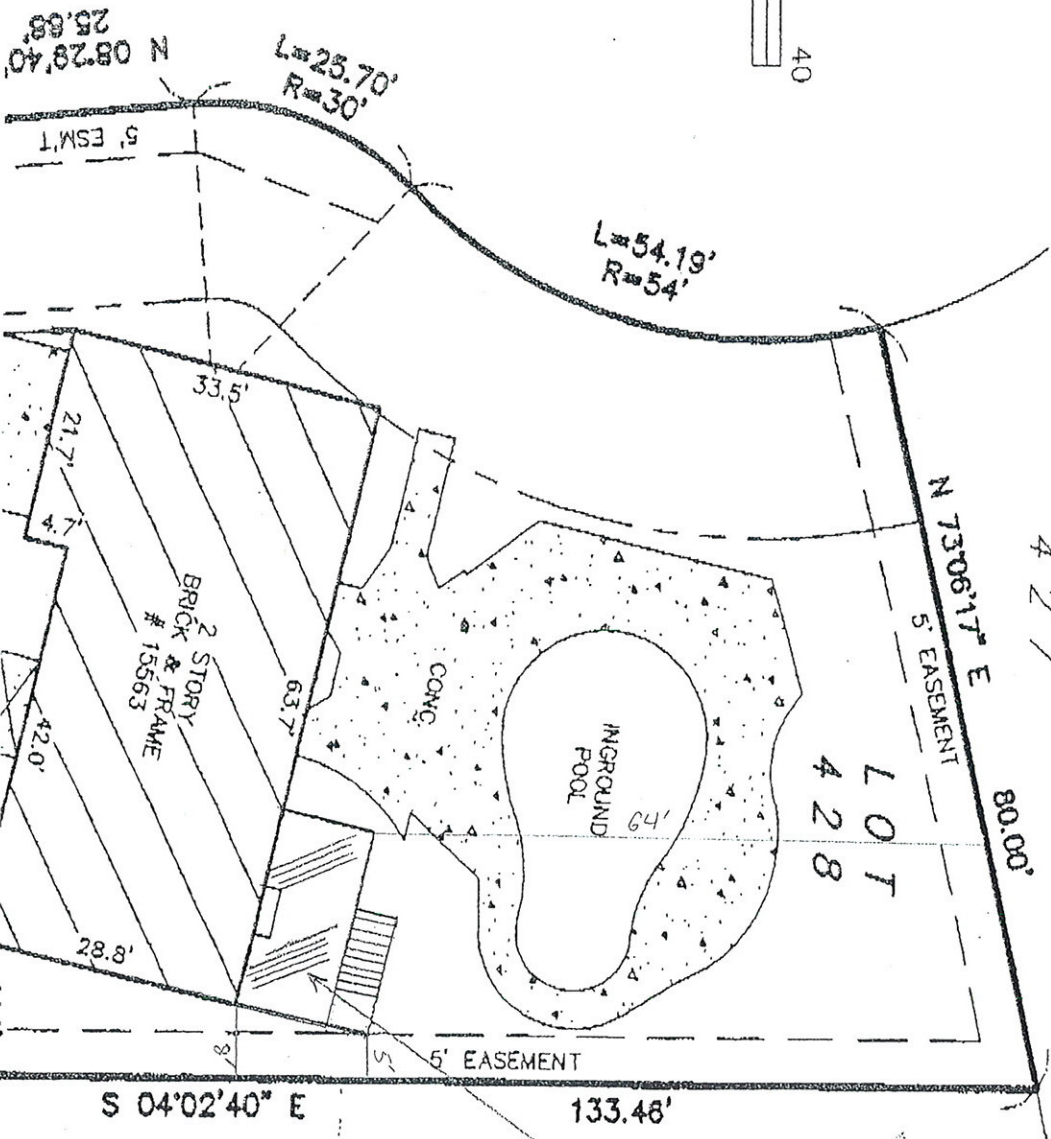 N 08°29'40"
25.88'
5' ESM'T
L=25.70'
R=30'
40
L=54.19'
R=54'
33.5'
21.7'
4.7'
2 STORY
BRICK & FRAME
# 15563
63.7'
42.0'
28.8'
CONC
INGROUND
POOL
64'
N 73°06'17" E
80.00'
5' EASEMENT
LOT
428
8'
5'
5' EASEMENT
S 04°02'40" E
133.48'